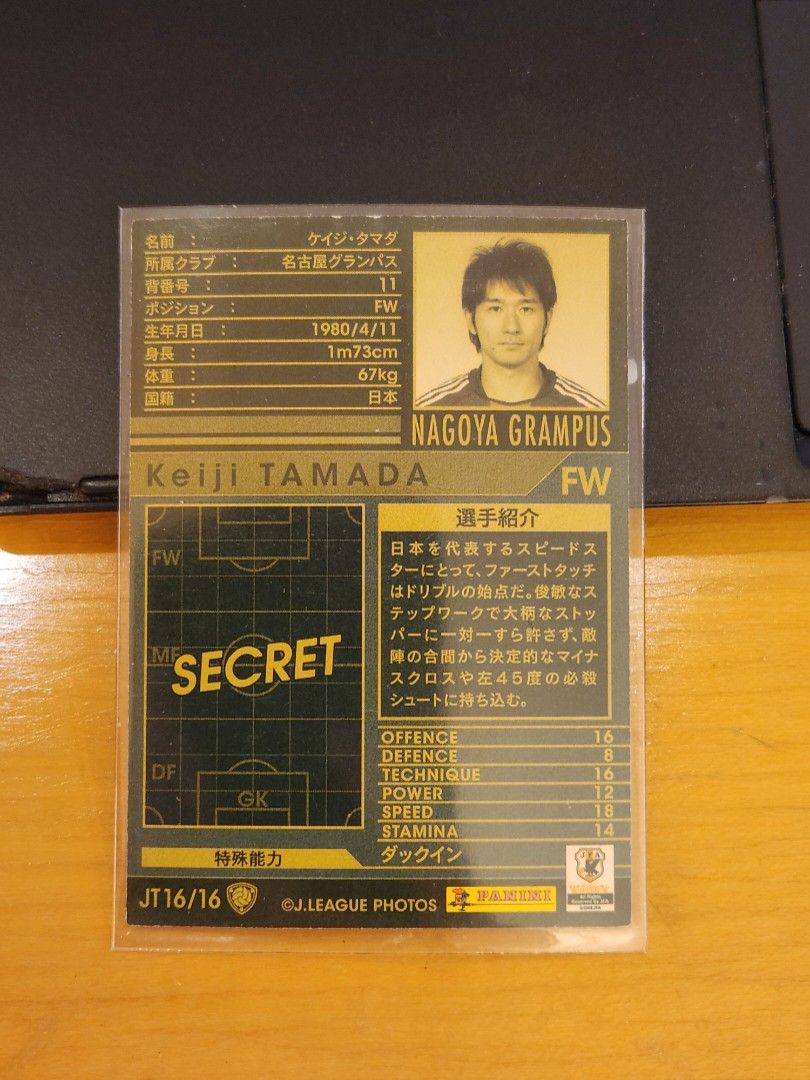 名前 : ケイジ・タマダ
所属クラブ : 名古屋グランパス
背番号 : 11
ポジション : FW
生年月日 : 1980/4/11
身長 : 1m73cm
体重 : 67kg
国籍 : 日本
NAGOYA GRAMPUS
Keiji TAMADA
FW
FW
MF
SECRET
DF
GK
選手紹介
日本を代表するスピードス
ターにとって、ファーストタッチ
はドリブルの始点だ。俊敏なス
テップワークで大柄なストッ
パーに一対一すら許さず、敵
陣の合間から決定的なマイナ
スクロスや左45度の必殺
シュートに持ち込む。
OFFENCE 16
DEFENCE 8
TECHNIQUE 16
POWER 12
SPEED 18
STAMINA 14
特殊能力
ダックイン
JT 16/16
©J.LEAGUE PHOTOS
PANINI
JFA